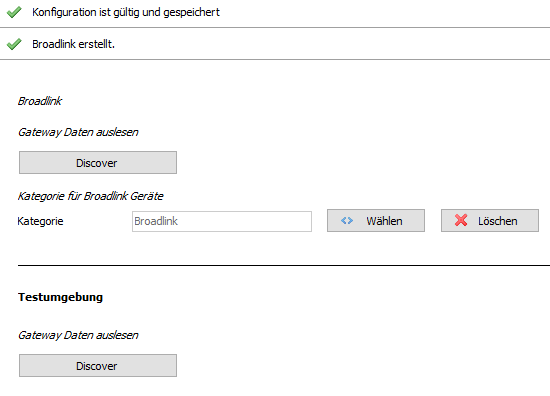 Konfiguration ist gültig und gespeichert
Broadlink erstellt.
Broadlink
Gateway Daten auslesen
Discover
Kategorie für Broadlink Geräte
Kategorie Broadlink Wählen Löschen
Testumgebung
Gateway Daten auslesen
Discover